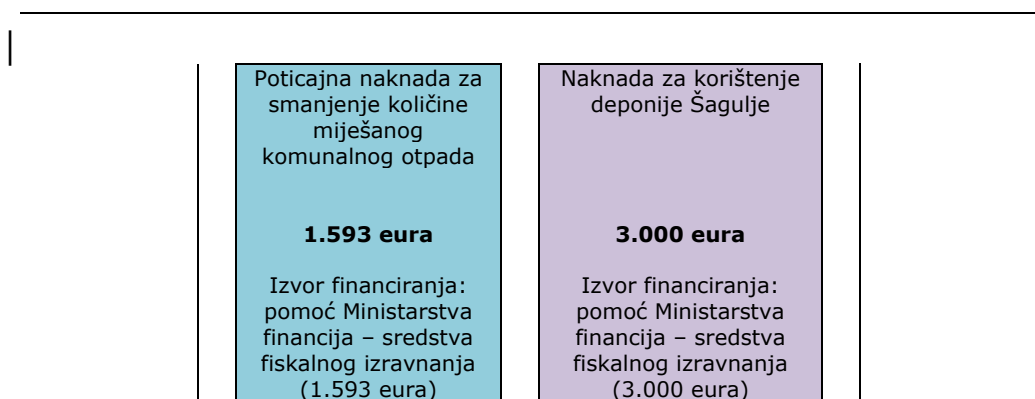 Poticajna naknada za
smanjenje količine
miješanog
komunalnog otpada
1.593 eura
Izvor financiranja:
pomoć Ministarstva
financija – sredstva
fiskalnog izravnanja
(1.593 eura)
Naknada za korištenje
deponije Šagulje
3.000 eura
Izvor financiranja:
pomoć Ministarstva
financija – sredstva
fiskalnog izravnanja
(3.000 eura)